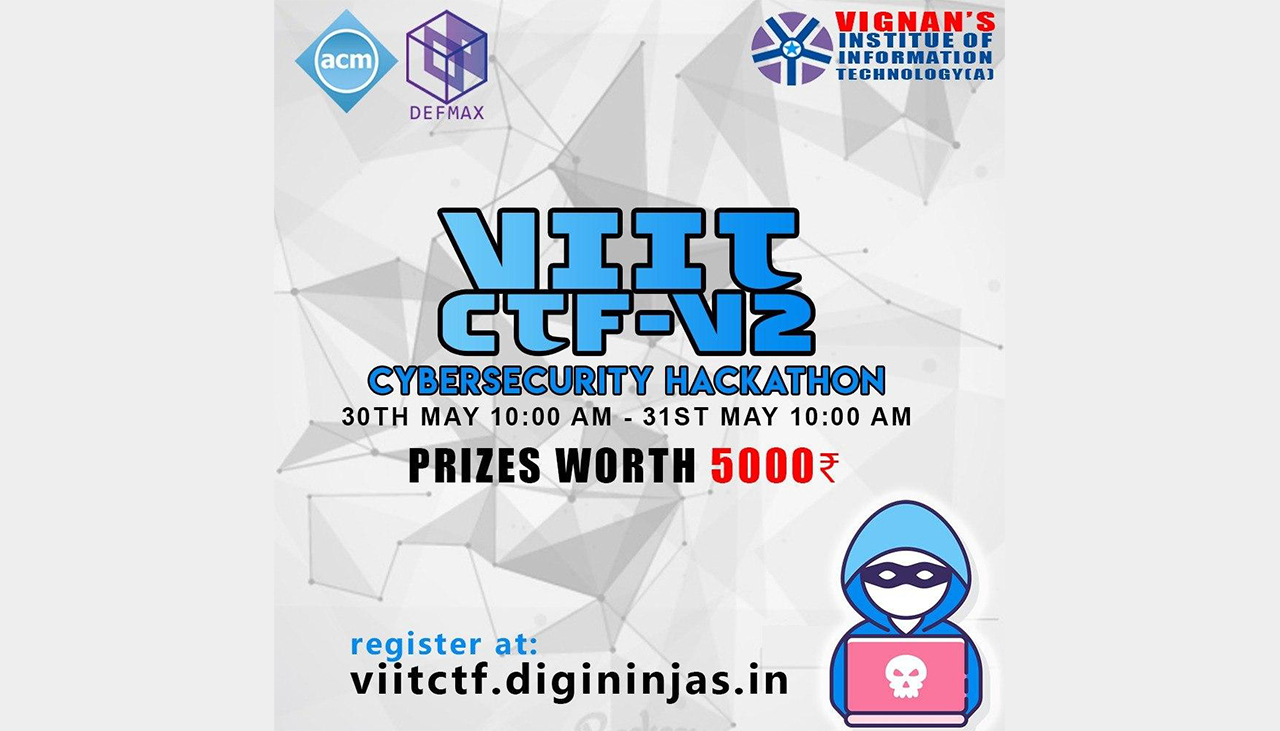 acm
DEFMAX
VIGNAN'S
INSTITUE OF
INFORMATION
TECHNOLOGY(A)
VIIT
CTF-V2
CYBERSECURITY HACKATHON
30TH MAY 10:00 AM - 31ST MAY 10:00 AM
PRIZES WORTH 5000₹
register at:
viitctf.digininjas.in